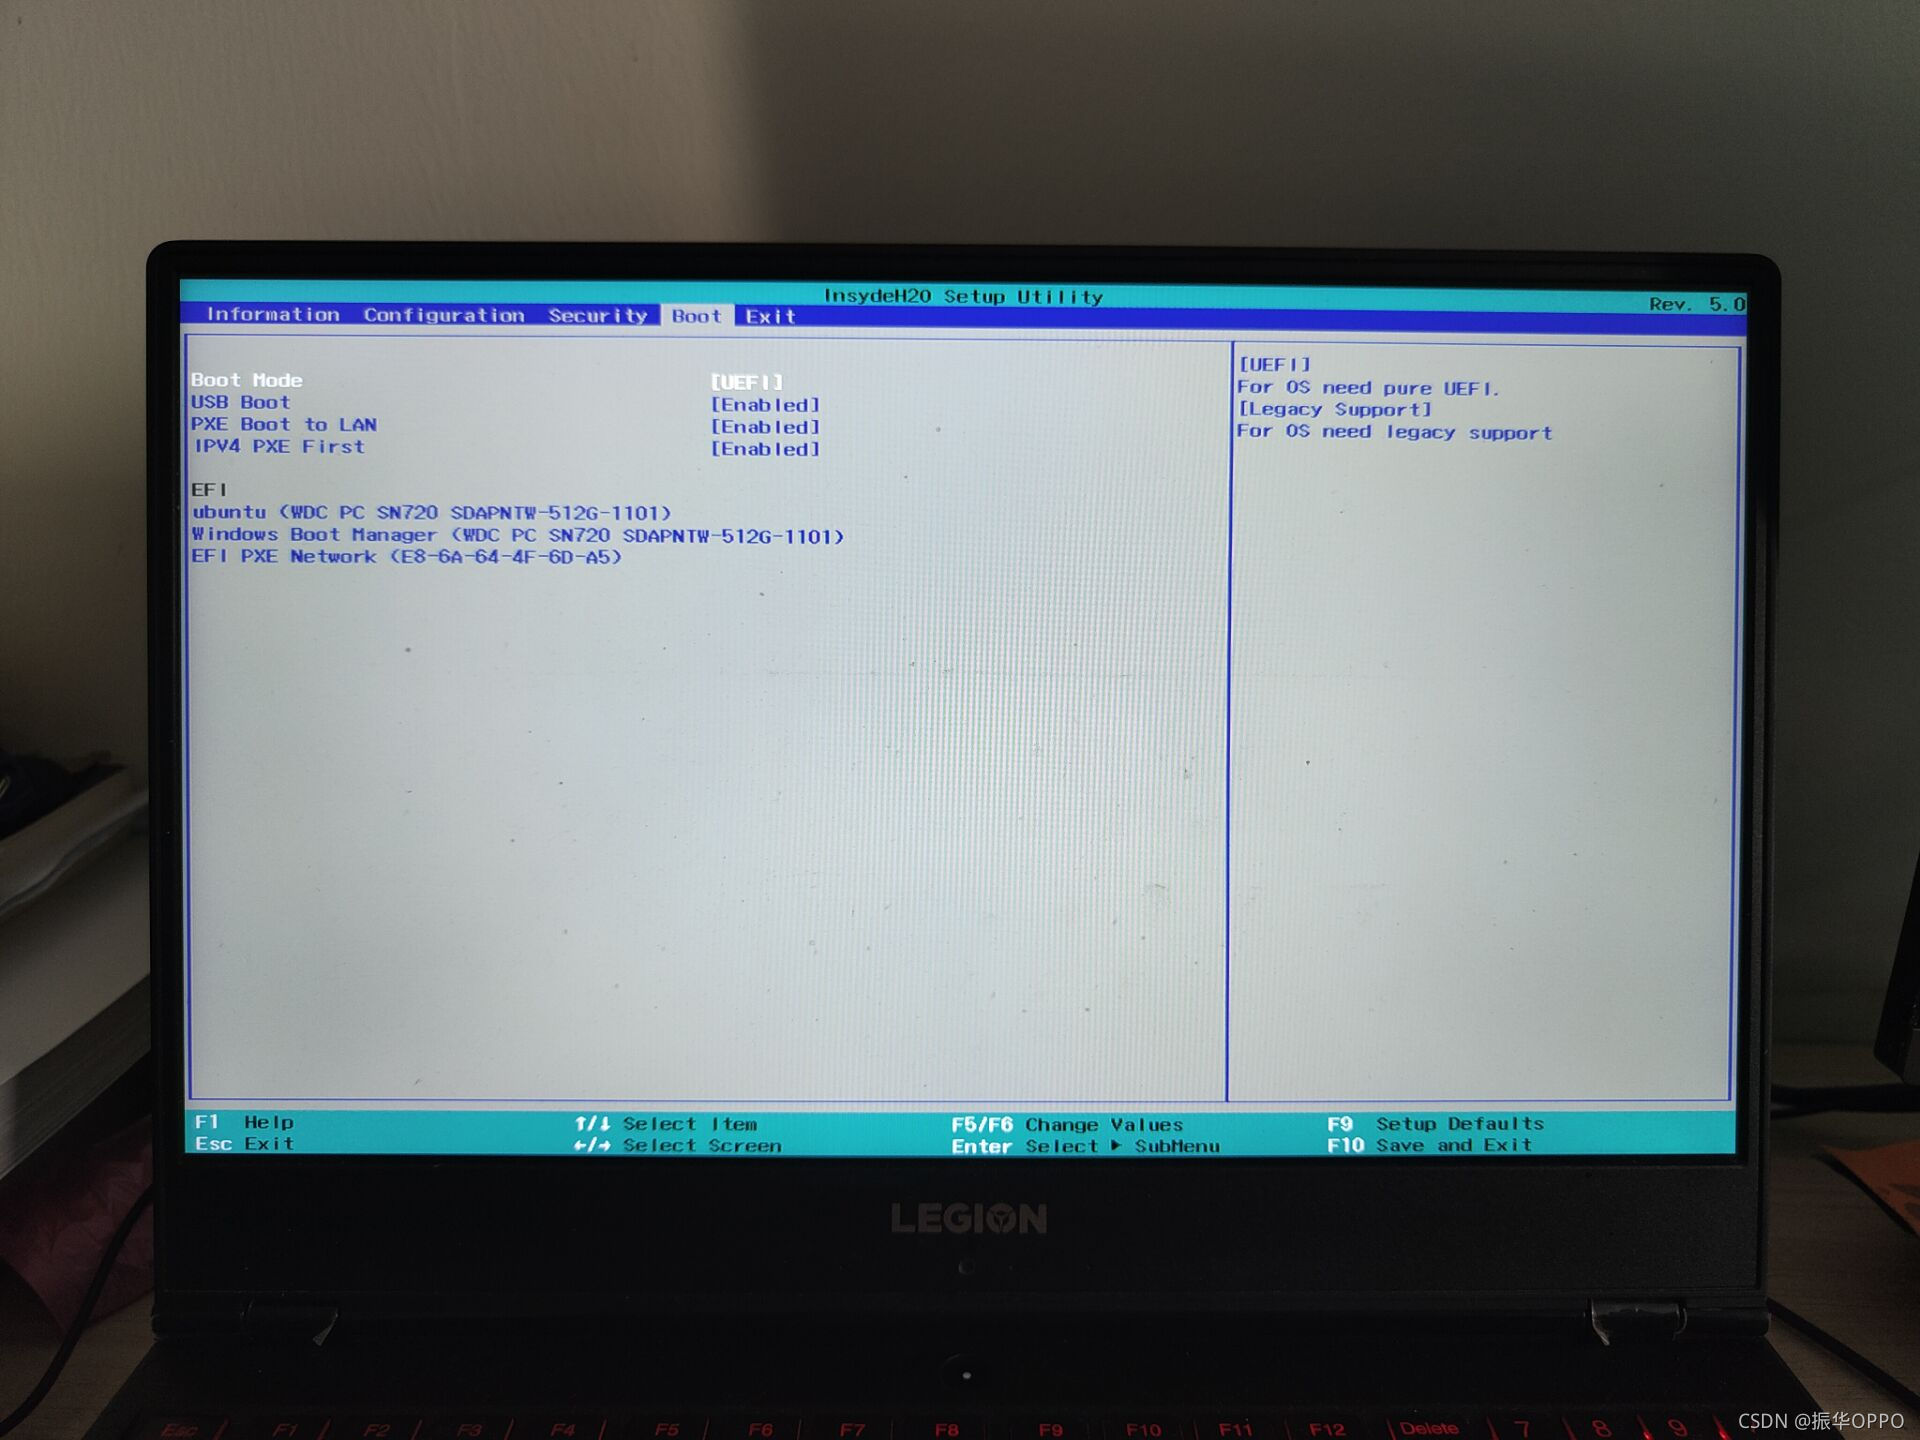 InsydeH20 Setup Utility
Rev. 5.0
Information Configuration Security Boot Exit
Boot Mode [UEFI]
USB Boot [Enabled]
PXE Boot to LAN [Enabled]
IPV4 PXE First [Enabled]
EFI
ubuntu (WDC PC SN720 SDAPNTW-512G-1101)
Windows Boot Manager (WDC PC SN720 SDAPNTW-512G-1101)
EFI PXE Network (E8-6A-64-4F-6D-A5)
[UEFI]
For OS need pure UEFI.
[Legacy Support]
For OS need legacy support
F1 Help ↑/↓ Select Item F5/F6 Change Values F9 Setup Defaults
Esc Exit ←/→ Select Screen Enter Select ▶ SubMenu F10 Save and Exit
LEGION
Esc F1 F2 F3 F4 F5 F6 F7 F8 F9 F10 F11 F12 Delete 7 8 9
CSDN @振华OPPO